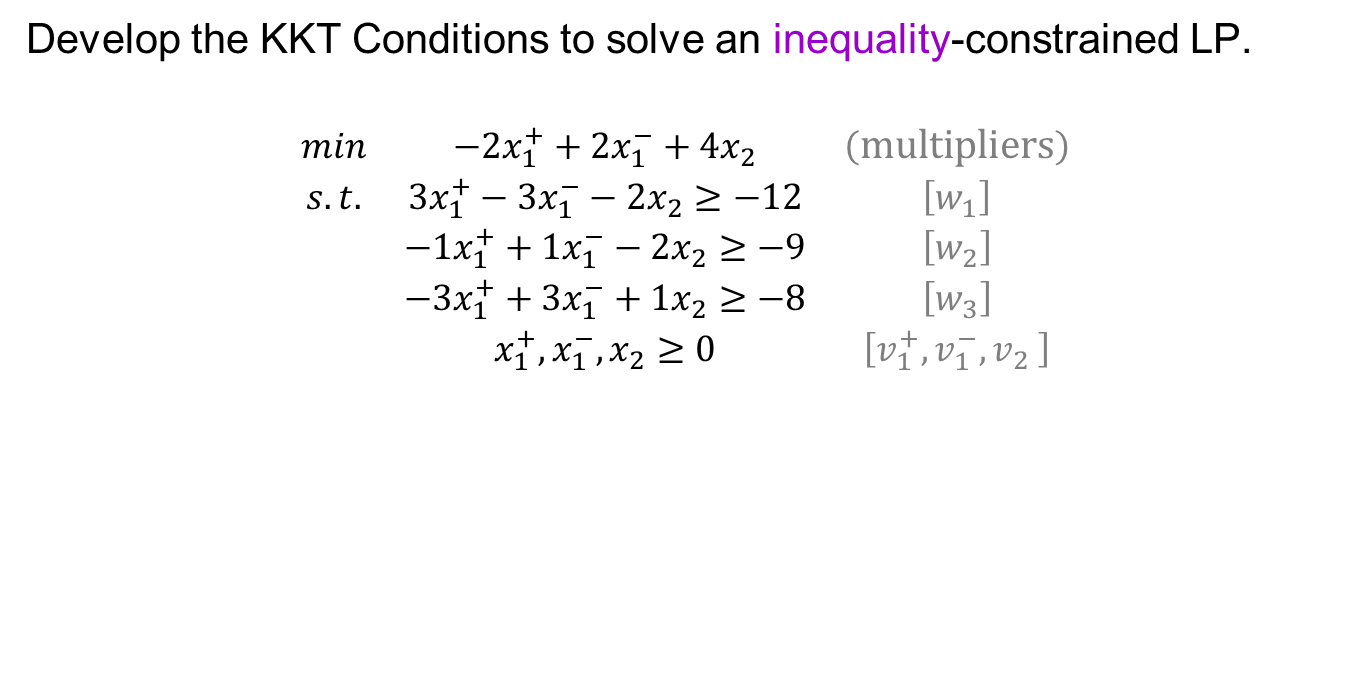 Develop the KKT Conditions to solve an inequality-constrained LP.
min −2x₁⁺ + 2x₁⁻ + 4x₂ (multipliers)
s.t. 3x₁⁺ − 3x₁⁻ − 2x₂ ≥ −12 [w₁]
−1x₁⁺ + 1x₁⁻ − 2x₂ ≥ −9 [w₂]
−3x₁⁺ + 3x₁⁻ + 1x₂ ≥ −8 [w₃]
x₁⁺, x₁⁻, x₂ ≥ 0 [v₁⁺, v₁⁻, v₂ ]